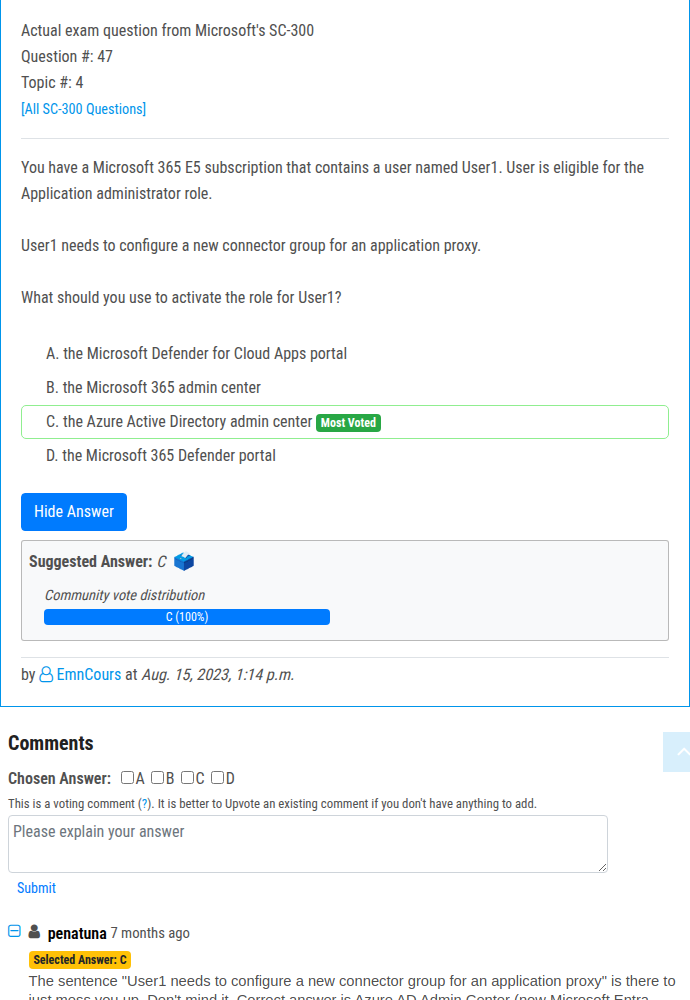 Actual exam question from Microsoft's SC-300
Question #: 47
Topic #: 4
[All SC-300 Questions]
You have a Microsoft 365 E5 subscription that contains a user named User1. User is eligible for the
Application administrator role.
User1 needs to configure a new connector group for an application proxy.
What should you use to activate the role for User1?
A. the Microsoft Defender for Cloud Apps portal
B. the Microsoft 365 admin center
C. the Azure Active Directory admin center Most Voted
D. the Microsoft 365 Defender portal
Hide Answer
Suggested Answer: C
Community vote distribution
C (100%)
by EmnCours at Aug. 15, 2023, 1:14 p.m.
Comments
Chosen Answer: A B C D
This is a voting comment (?). It is better to Upvote an existing comment if you don't have anything to add.
Please explain your answer
Submit
penatuna 7 months ago
Selected Answer: C
The sentence "User1 needs to configure a new connector group for an application proxy" is there to
just mess you up. Don't mind it. Correct answer is Azure AD Admin Center (new Microsoft Entra